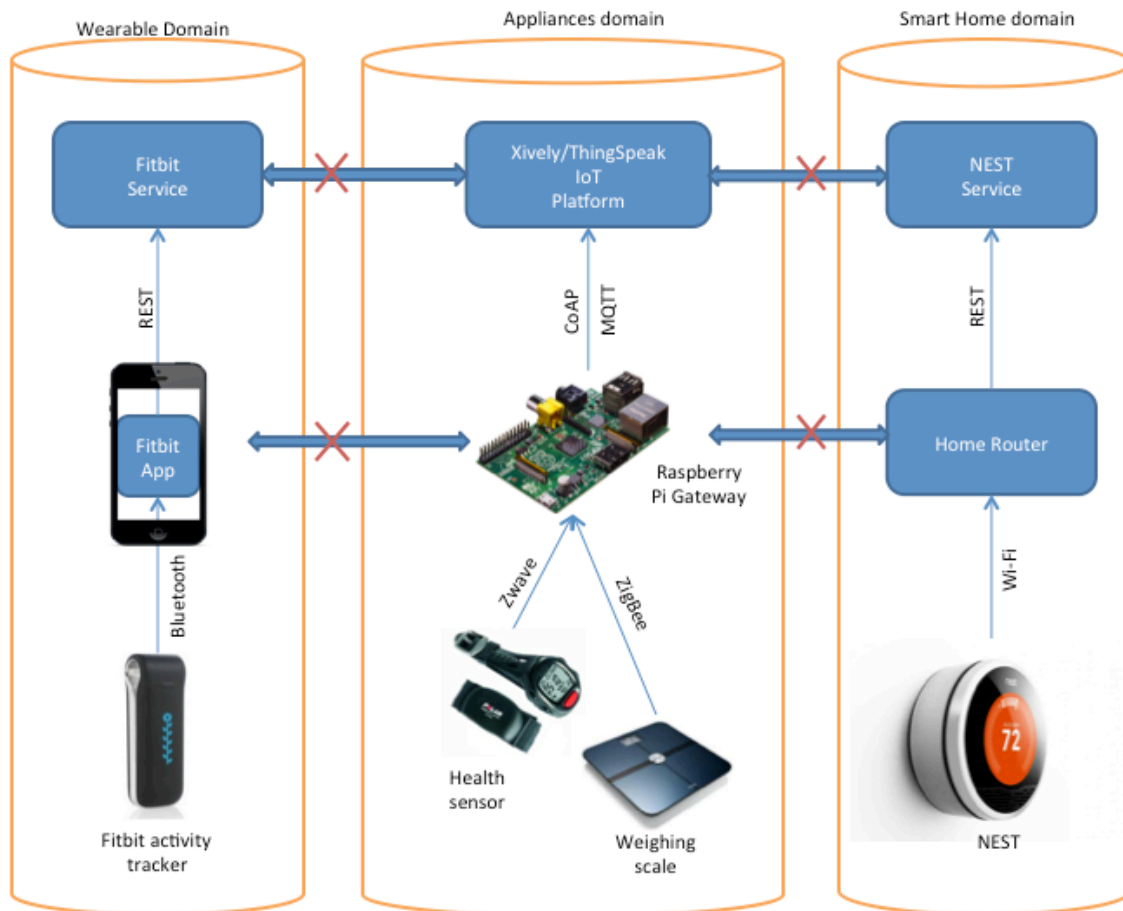 Wearable Domain
Appliances domain
Smart Home domain
Fitbit
Service
Xively/ThingSpeak
IoT
Platform
NEST
Service
REST
CoAP
MQTT
REST
Fitbit
App
Raspberry
Pi Gateway
Home Router
Bluetooth
Zwave
ZigBee
Wi-Fi
72
Health
sensor
Fitbit activity
tracker
Weighing
scale
NEST